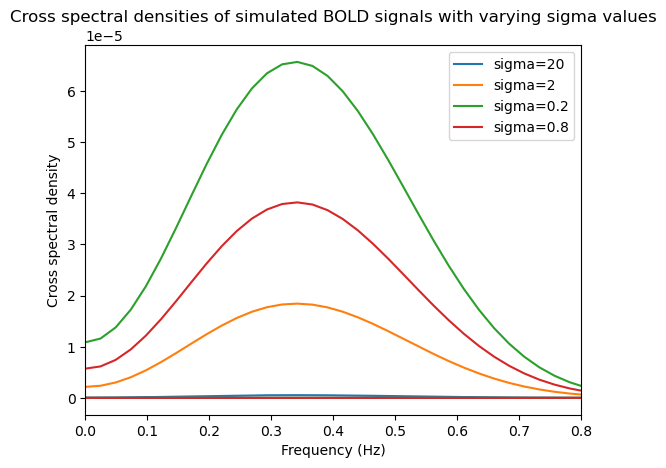 Cross spectral densities of simulated BOLD signals with varying sigma values
1e−5
sigma=20
sigma=2
sigma=0.2
sigma=0.8
6
5
4
3
2
1
0
Cross spectral density
0.0 0.1 0.2 0.3 0.4 0.5 0.6 0.7 0.8
Frequency (Hz)